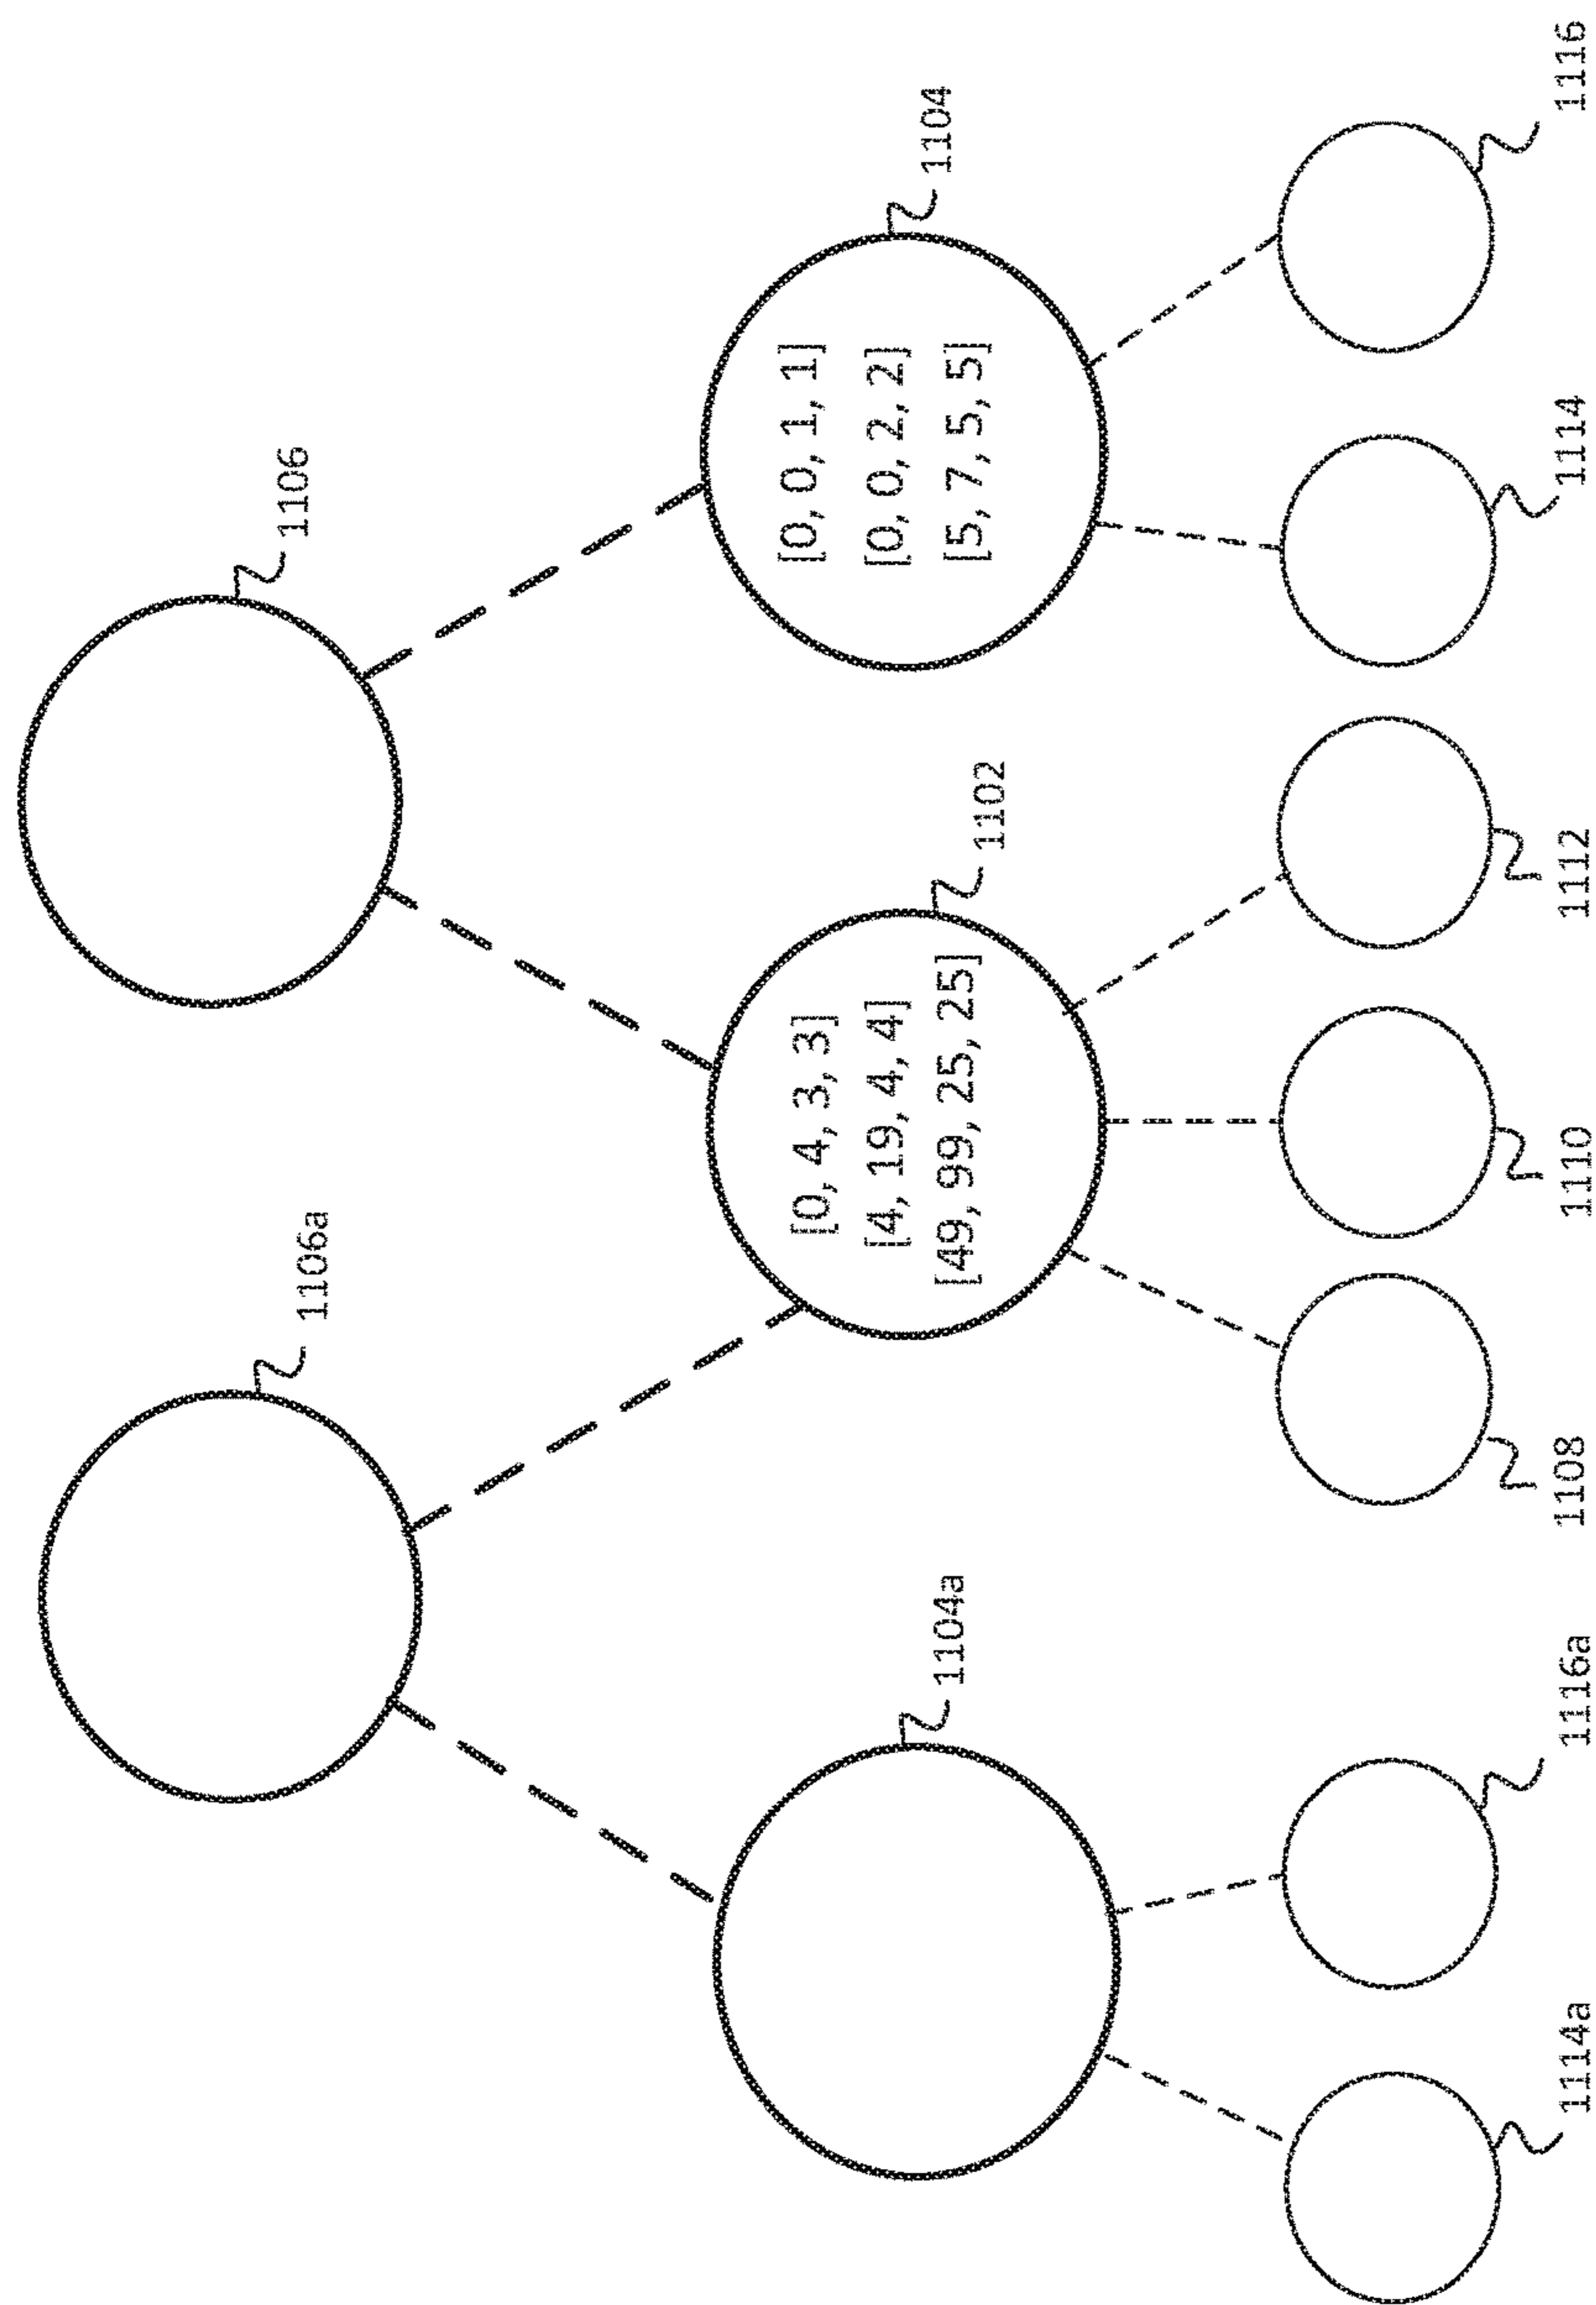 1106a
1106
1104a
[0, 4, 3, 3]
[4, 19, 4, 4]
[49, 99, 25, 25]
1102
[0, 0, 1, 1]
[0, 0, 2, 2]
[5, 7, 5, 5]
1104
1114a
1116a
1108
1110
1112
1114
1116